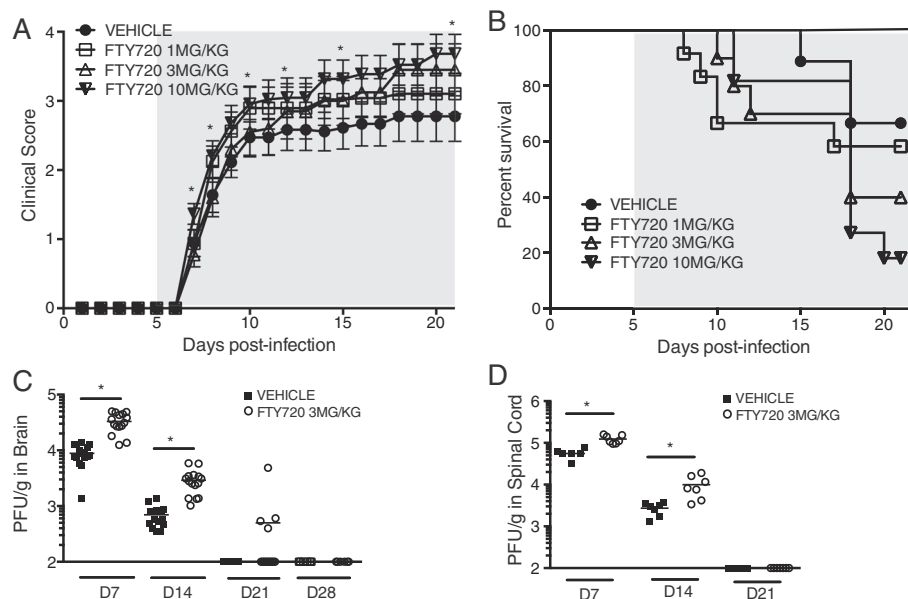 A
VEHICLE
FTY720 1MG/KG
FTY720 3MG/KG
FTY720 10MG/KG
* * * * * *
Clinical Score
4
3
2
1
0
0 5 10 15 20
Days post-infection
B
Percent survival
100
80
60
40
20
0
VEHICLE
FTY720 1MG/KG
FTY720 3MG/KG
FTY720 10MG/KG
0 5 10 15 20
Days post-infection
C
VEHICLE
FTY720 3MG/KG
* *
PFU/g in Brain
5
4
3
2
D7 D14 D21 D28
D
VEHICLE
FTY720 3MG/KG
* *
PFU/g in Spinal Cord
6
5
4
3
2
D7 D14 D21